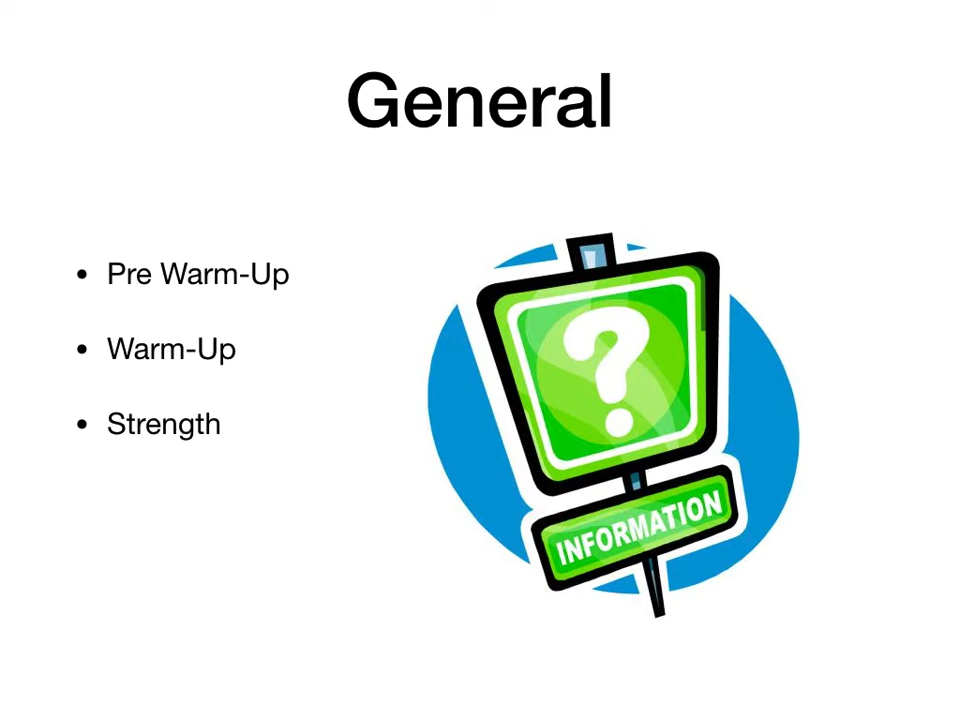 General
• Pre Warm-Up
• Warm-Up
• Strength
?
INFORMATION